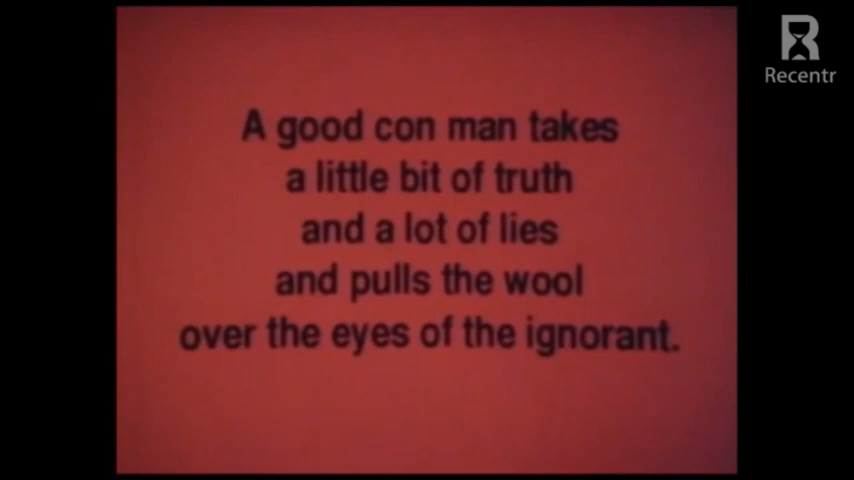 Recentr
A good con man takes
a little bit of truth
and a lot of lies
and pulls the wool
over the eyes of the ignorant.